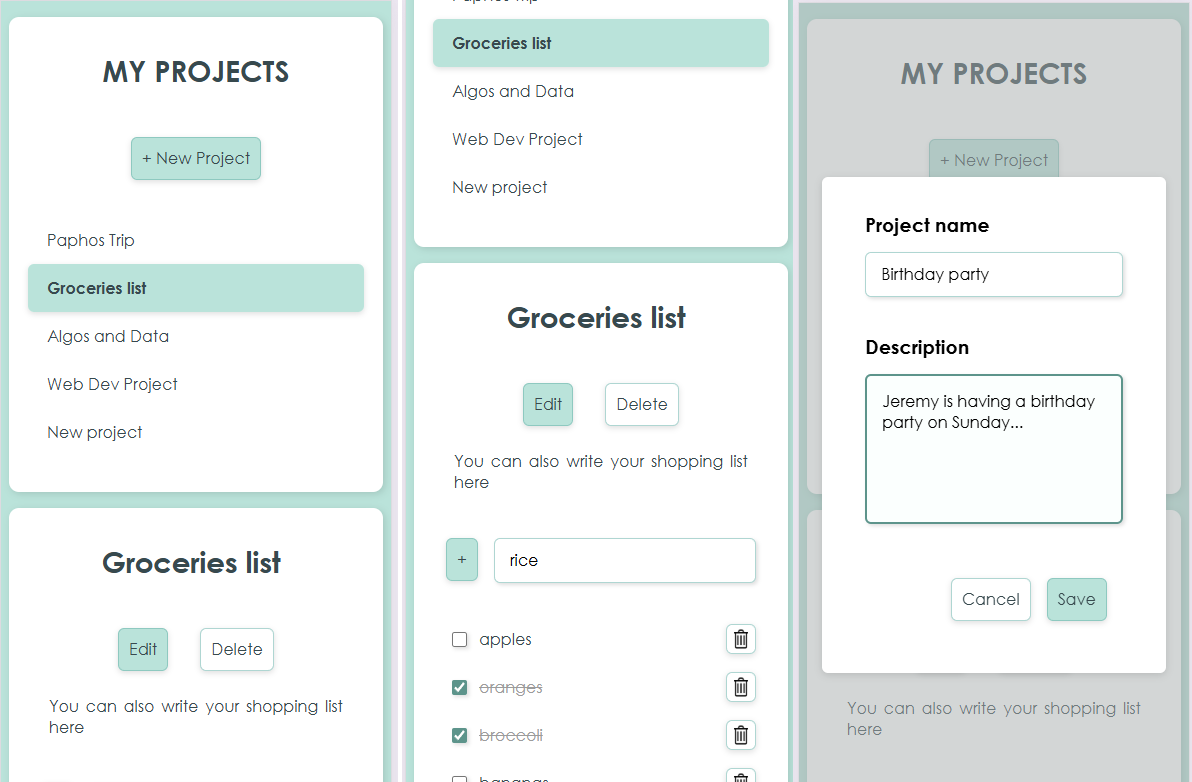 MY PROJECTS
+ New Project
Paphos Trip
Groceries list
Algos and Data
Web Dev Project
New project
Groceries list
Edit
Delete
You can also write your shopping list
here
Paphos Trip
Groceries list
Algos and Data
Web Dev Project
New project
Groceries list
Edit
Delete
You can also write your shopping list
here
+
rice
apples
oranges
broccoli
bananas
MY PROJECTS
+ New Project
Project name
Birthday party
Description
Jeremy is having a birthday
party on Sunday...
Cancel
Save
You can also write your shopping list
here